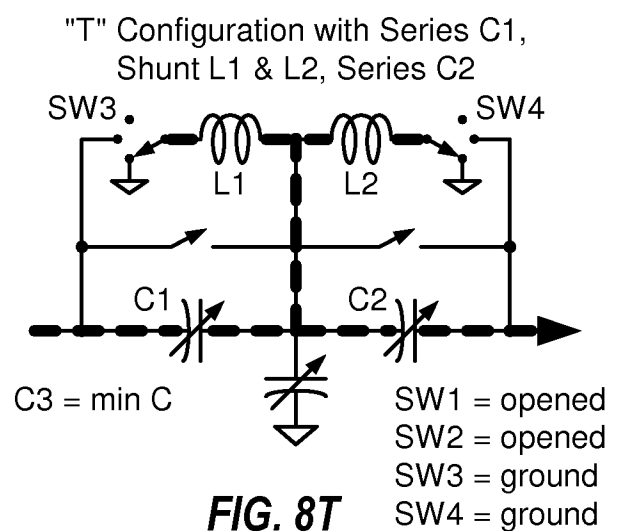 "T" Configuration with Series C1,
Shunt L1 & L2, Series C2
SW3
SW4
L1
L2
C1
C2
C3 = min C
SW1 = opened
SW2 = opened
SW3 = ground
SW4 = ground
FIG. 8T